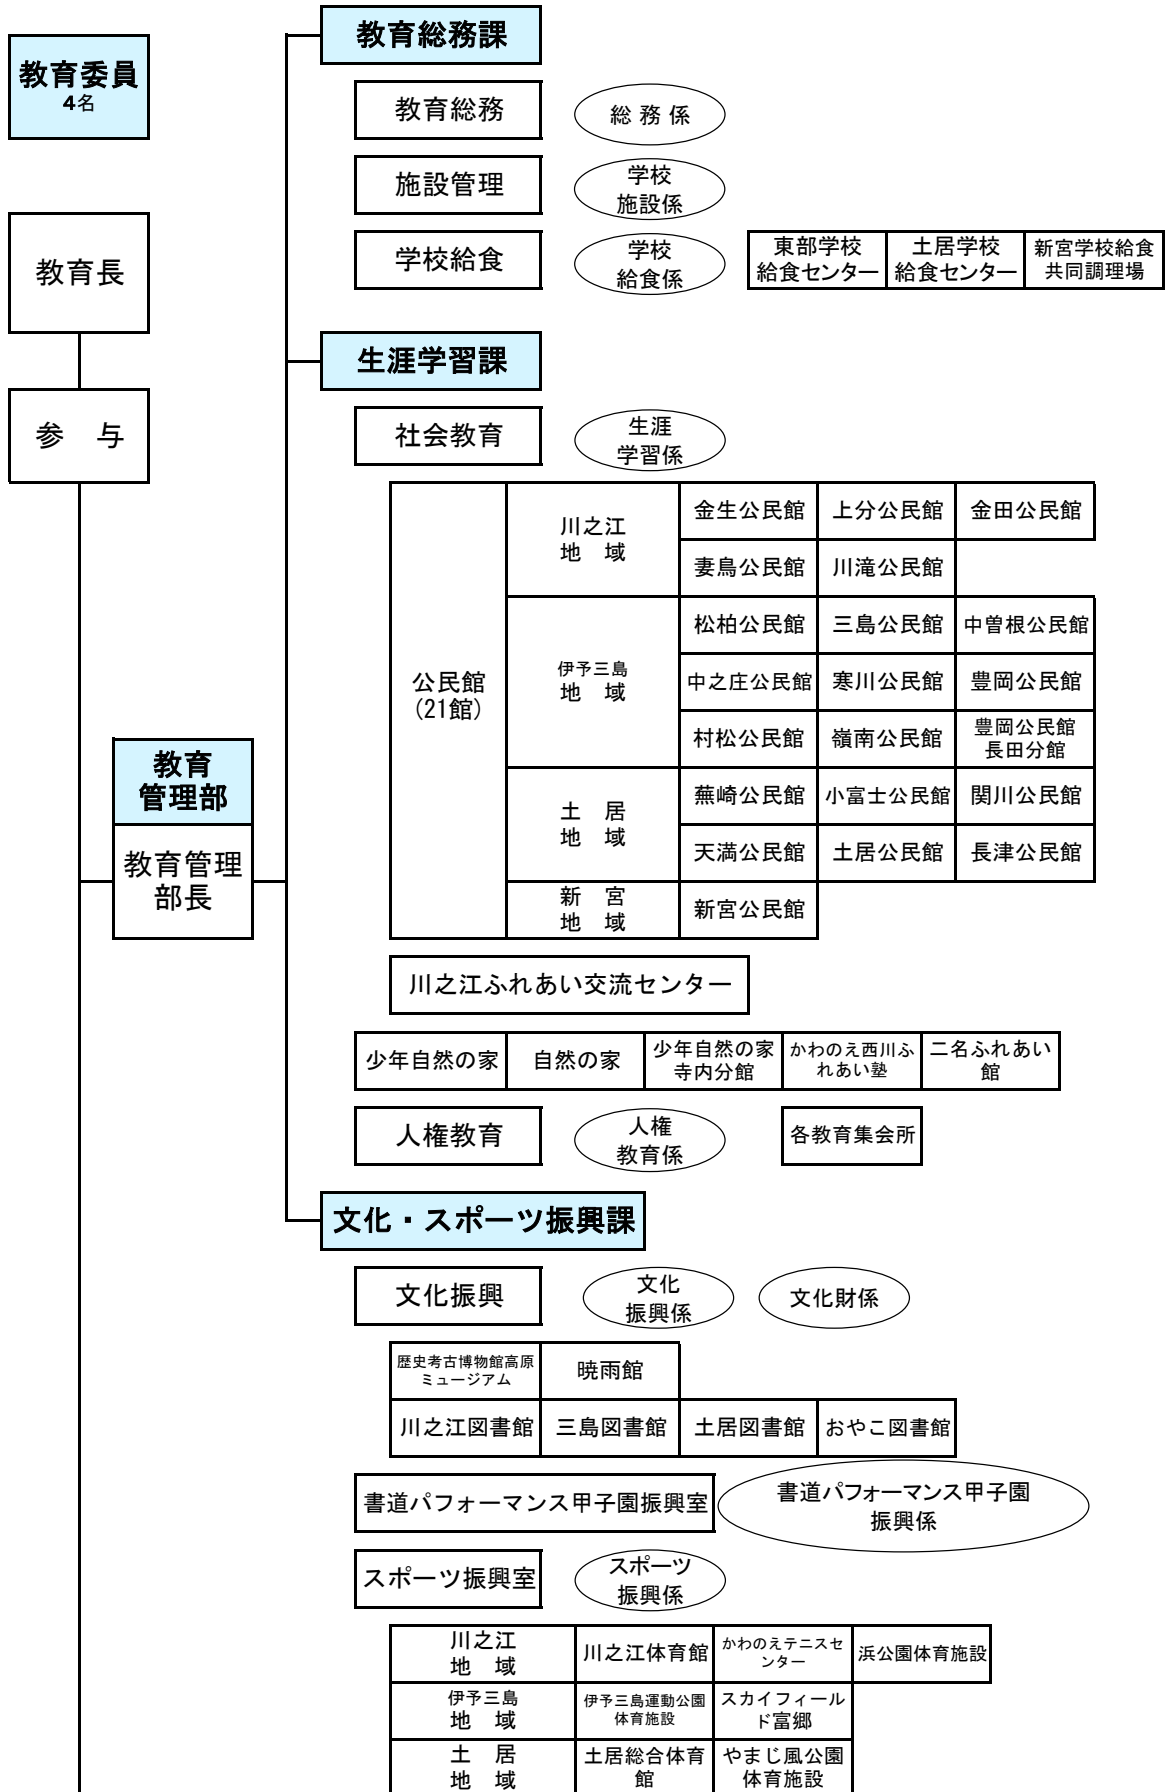 教育委員
4名
教育長
参　与
教育
管理部
教育管理
部長
教育総務課
教育総務
総 務 係
施設管理
学校
施設係
学校給食
学校
給食係
東部学校
給食センター
土居学校
給食センター
新宮学校給食
共同調理場
生涯学習課
社会教育
生涯
学習係
公民館
（21館）
川之江
地　域
金生公民館
上分公民館
金田公民館
妻鳥公民館
川滝公民館
伊予三島
地　域
松柏公民館
三島公民館
中曽根公民館
中之庄公民館
寒川公民館
豊岡公民館
村松公民館
嶺南公民館
豊岡公民館
長田分館
土　居
地　域
蕪崎公民館
小富士公民館
関川公民館
天満公民館
土居公民館
長津公民館
新　宮
地　域
新宮公民館
川之江ふれあい交流センター
少年自然の家
自然の家
少年自然の家
寺内分館
かわのえ西川ふ
れあい塾
二名ふれあい
館
人権教育
人権
教育係
各教育集会所
文化・スポーツ振興課
文化振興
文化
振興係
文化財係
歴史考古博物館高原
ミュージアム
暁雨館
川之江図書館
三島図書館
土居図書館
おやこ図書館
書道パフォーマンス甲子園振興室
書道パフォーマンス甲子園
振興係
スポーツ振興室
スポーツ
振興係
川之江
地　域
川之江体育館
かわのえテニスセ
ンター
浜公園体育施設
伊予三島
地　域
伊予三島運動公園
体育施設
スカイフィール
ド富郷
土　居
地　域
土居総合体育
館
やまじ風公園
体育施設